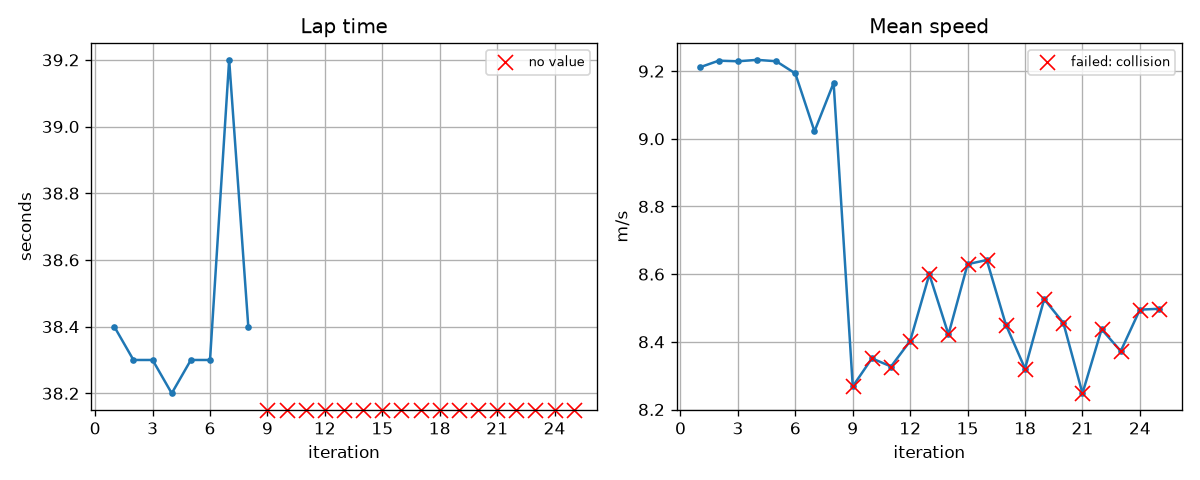 Lap time
39.2
39.0
38.8
38.6
38.4
38.2
seconds
no value
0 3 6 9 12 15 18 21 24
iteration
Mean speed
9.2
9.0
8.8
8.6
8.4
8.2
m/s
failed: collision
0 3 6 9 12 15 18 21 24
iteration